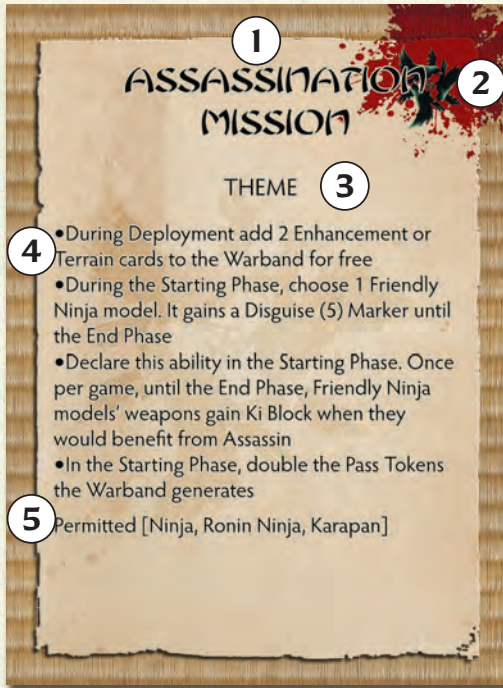 1
ASSASSINATION
2
MISSION
THEME
3
4
•During Deployment add 2 Enhancement or
Terrain cards to the Warband for free
•During the Starting Phase, choose 1 Friendly
Ninja model. It gains a Disguise (5) Marker until
the End Phase
•Declare this ability in the Starting Phase. Once
per game, until the End Phase, Friendly Ninja
models' weapons gain Ki Block when they
would benefit from Assassin
•In the Starting Phase, double the Pass Tokens
the Warband generates
5
Permitted [Ninja, Ronin Ninja, Karapan]